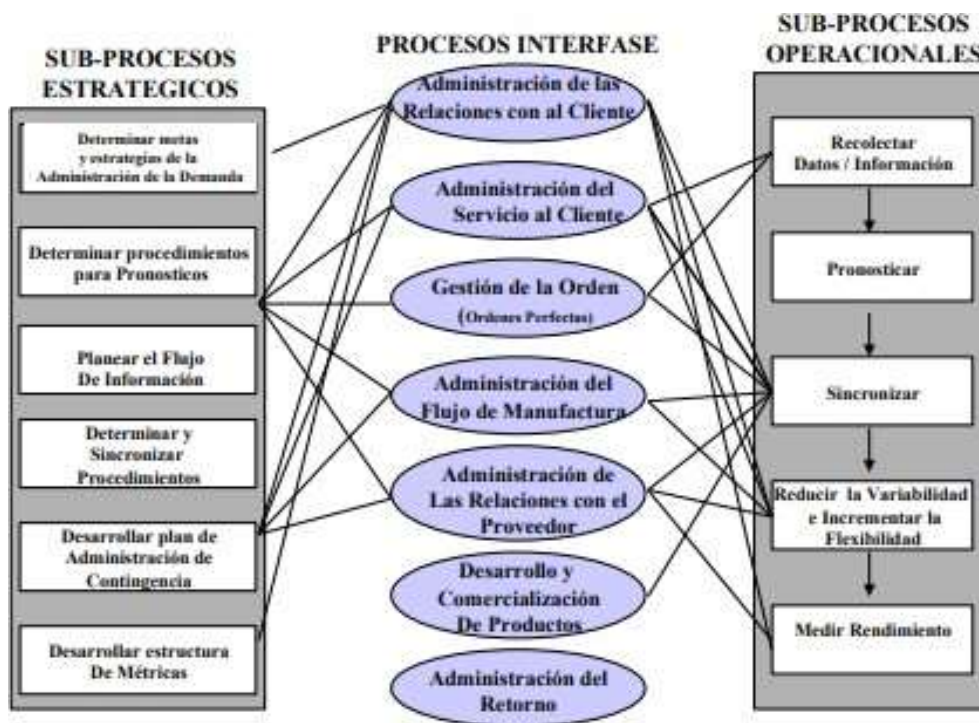 SUB-PROCESOS
ESTRATEGICOS
Determinar metas
y estrategias de la
Administración de la Demanda
Determinar procedimientos
para Pronosticos
Planear el Flujo
De Información
Determinar y
Sincronizar
Procedimientos
Desarrollar plan de
Administración de
Contingencia
Desarrollar estructura
De Métricas
PROCESOS INTERFASE
Administración de las
Relaciones con al Cliente
Administración del
Servicio al Cliente
Gestión de la Orden
(Ordenes Perfectas)
Administración del
Flujo de Manufactura
Administración de
Las Relaciones con el
Proveedor
Desarrollo y
Comercialización
De Productos
Administración del
Retorno
SUB-PROCESOS
OPERACIONALES
Recolectar
Datos / Información
Pronosticar
Sincronizar
Reducir la Variabilidad
e Incrementar la
Flexibilidad
Medir Rendimiento